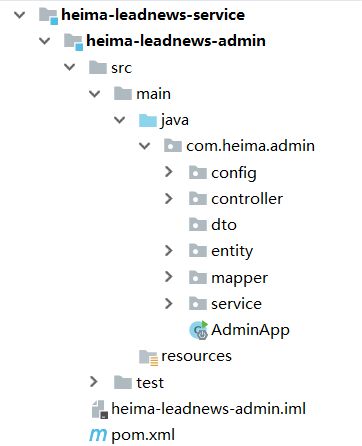 heima-leadnews-service
heima-leadnews-admin
src
main
java
com.heima.admin
config
controller
dto
entity
mapper
service
AdminApp
resources
test
heima-leadnews-admin.iml
pom.xml